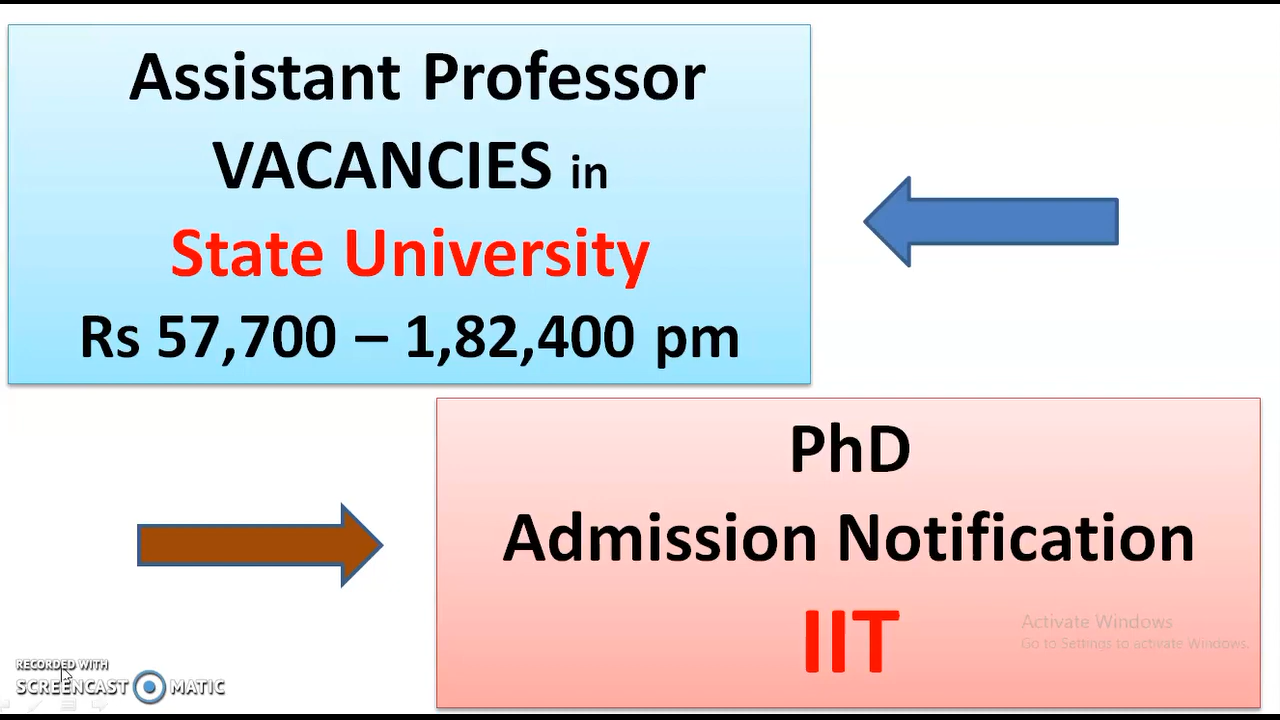 Assistant Professor
VACANCIES in
State University
Rs 57,700 – 1,82,400 pm
PhD
Admission Notification
IIT
Activate Windows
Go to Settings to activate Windows.
RECORDED WITH
SCREENCAST MATIC